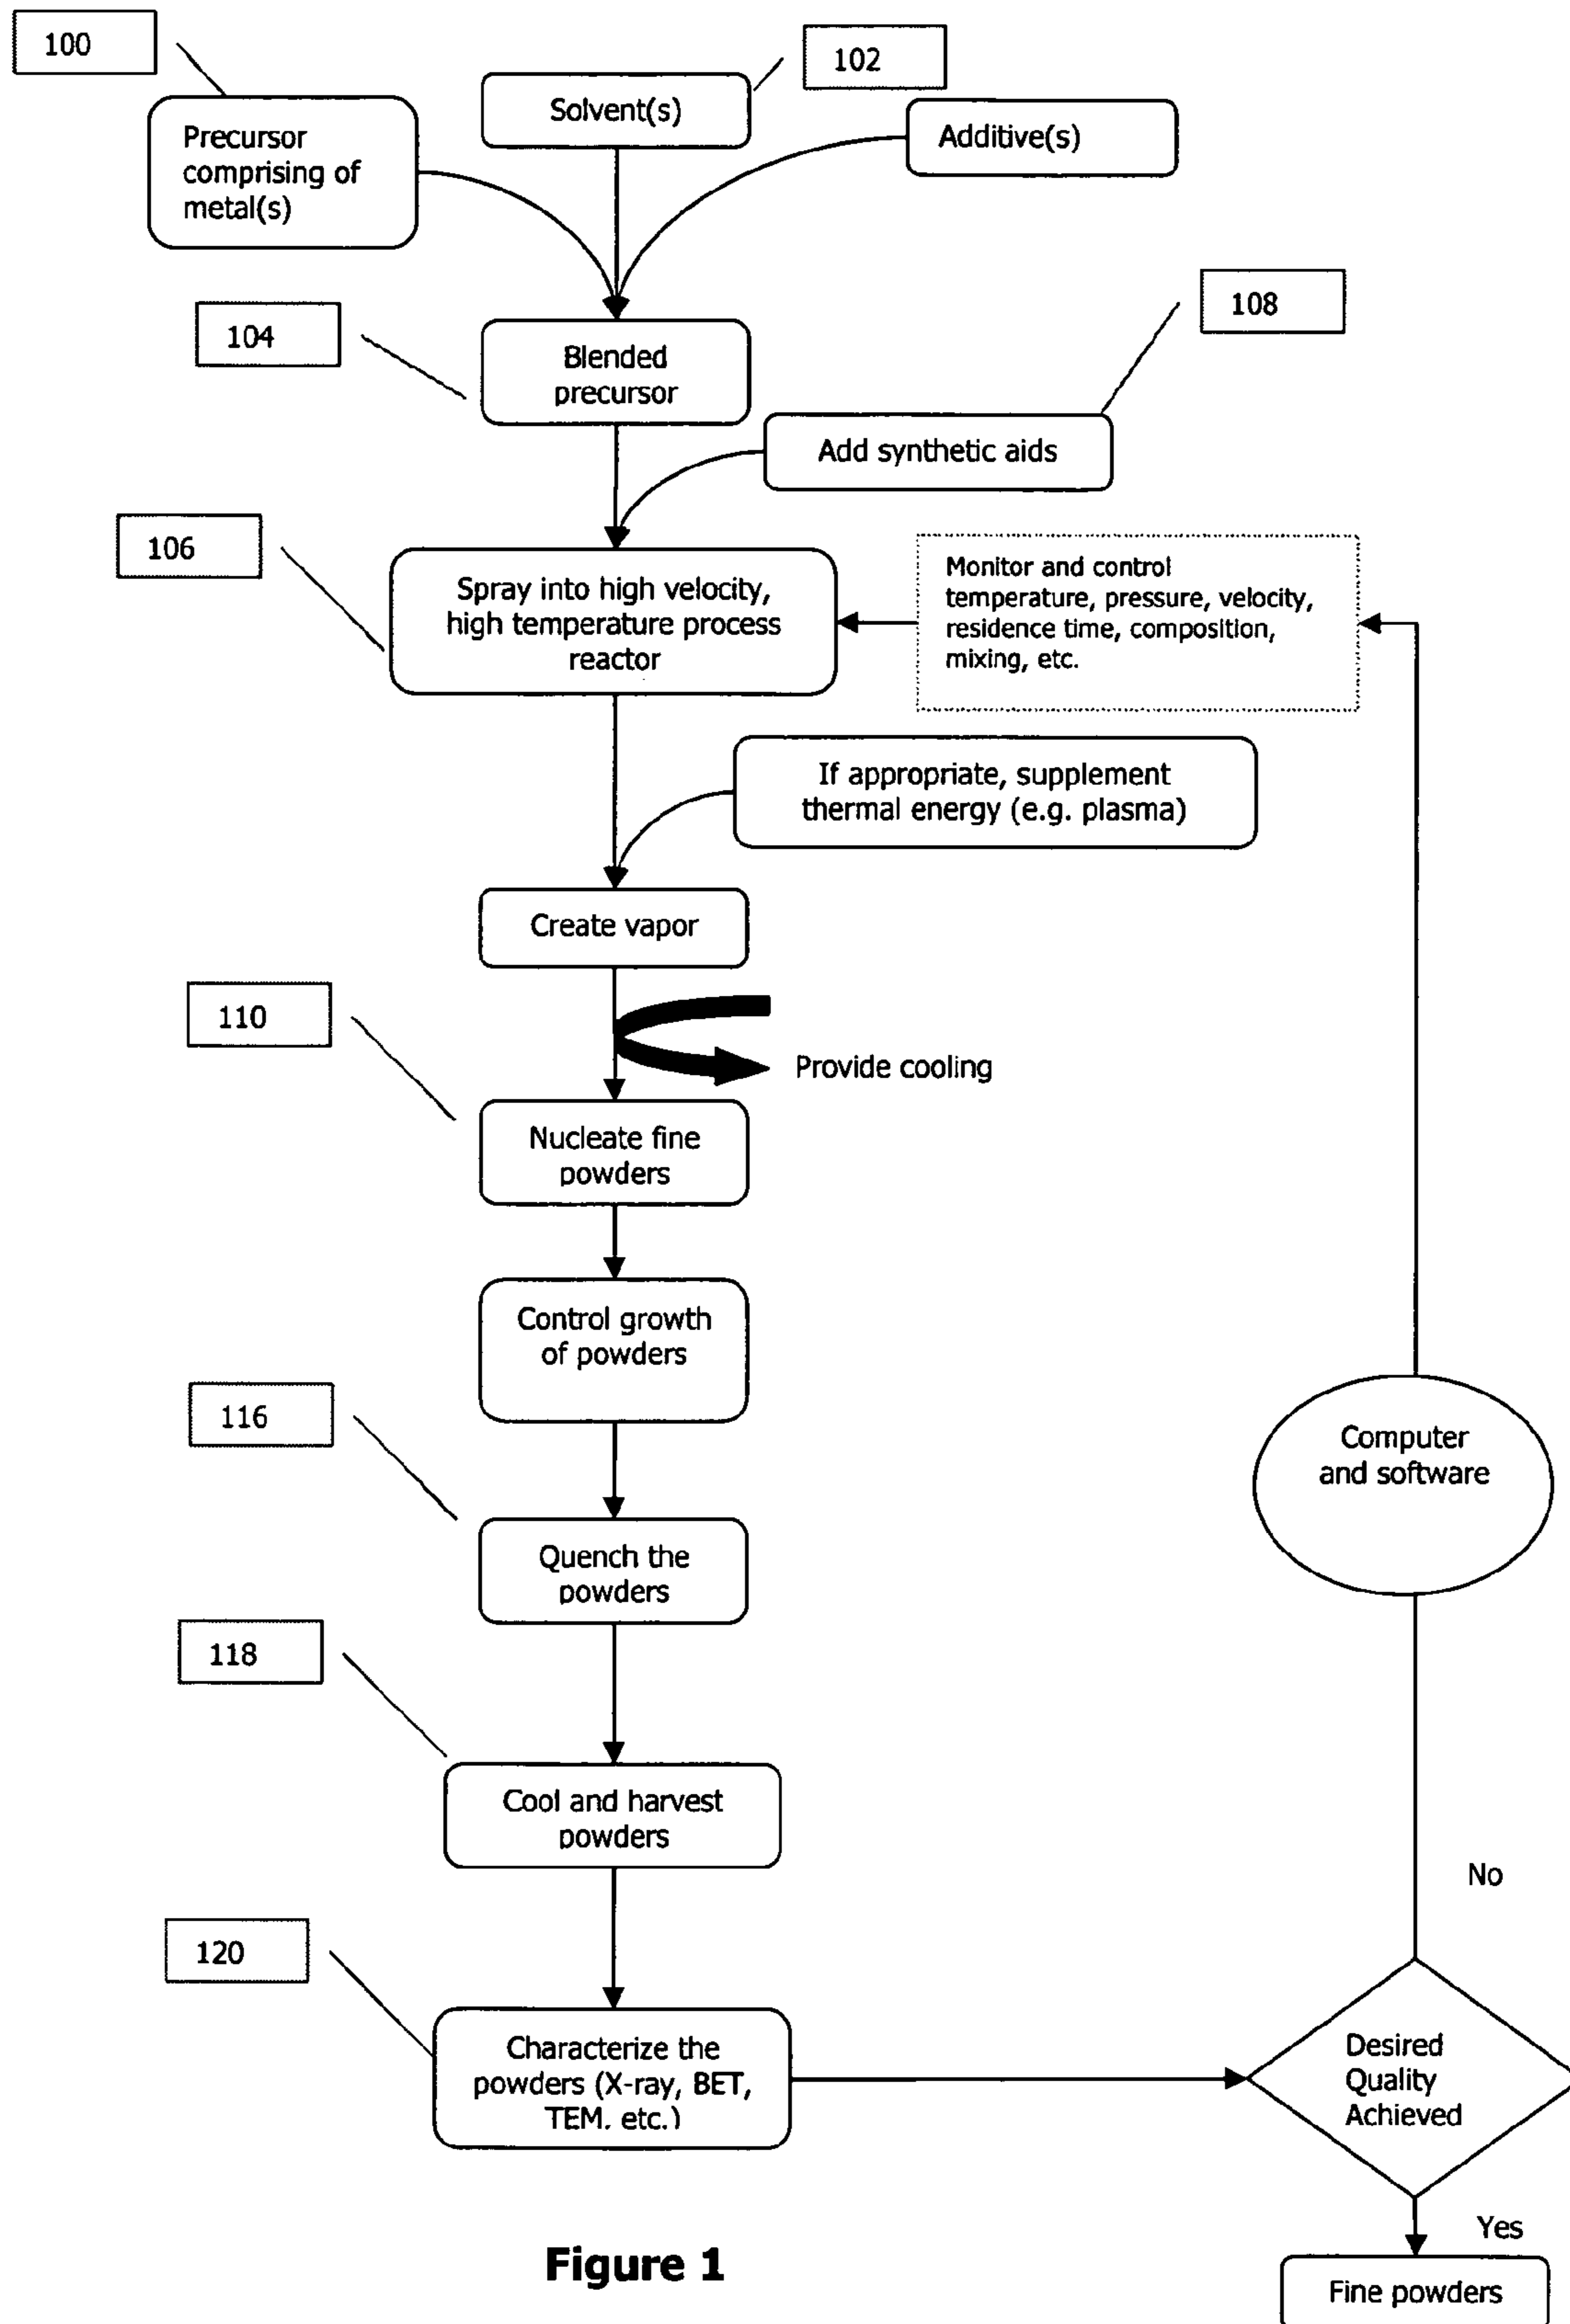 100
102
Solvent(s)
Additive(s)
Precursor
comprising of
metal(s)
108
104
Blended
precursor
Add synthetic aids
106
Spray into high velocity,
high temperature process
reactor
Monitor and control
temperature, pressure, velocity,
residence time, composition,
mixing, etc.
If appropriate, supplement
thermal energy (e.g. plasma)
Create vapor
110
Provide cooling
Nucleate fine
powders
Control growth
of powders
116
Computer
and software
Quench the
powders
118
Cool and harvest
powders
No
120
Characterize the
powders (X-ray, BET,
TEM. etc.)
Desired
Quality
Achieved
Yes
Figure 1
Fine powders